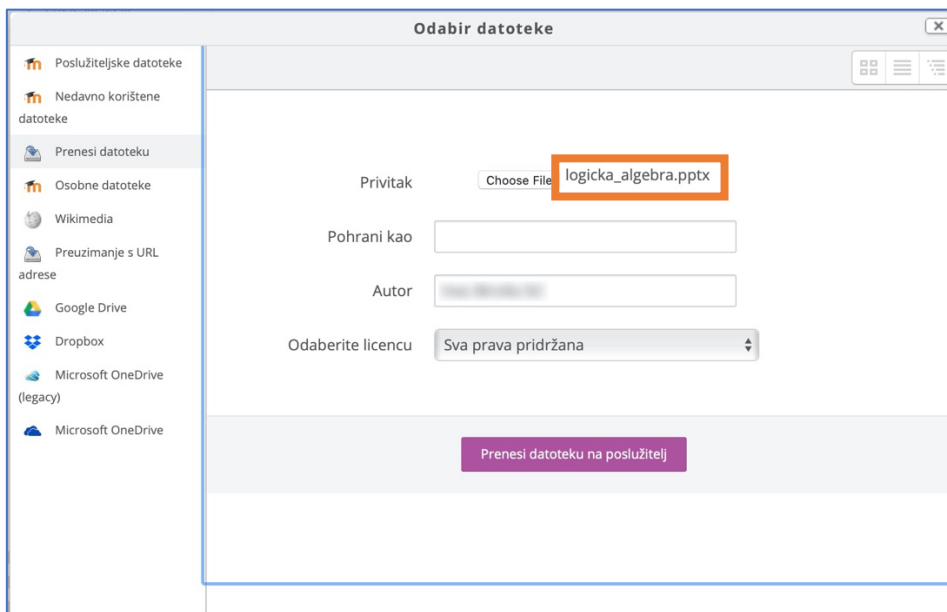 Odabir datoteke
Poslužiteljske datoteke
Nedavno korištene
datoteke
Prenesi datoteku
Osobne datoteke
Wikimedia
Preuzimanje s URL
adrese
Google Drive
Dropbox
Microsoft OneDrive
(legacy)
Microsoft OneDrive
Privitak Choose File logicka_algebra.pptx
Pohrani kao
Autor
Odaberite licencu Sva prava pridržana
Prenesi datoteku na poslužitelj